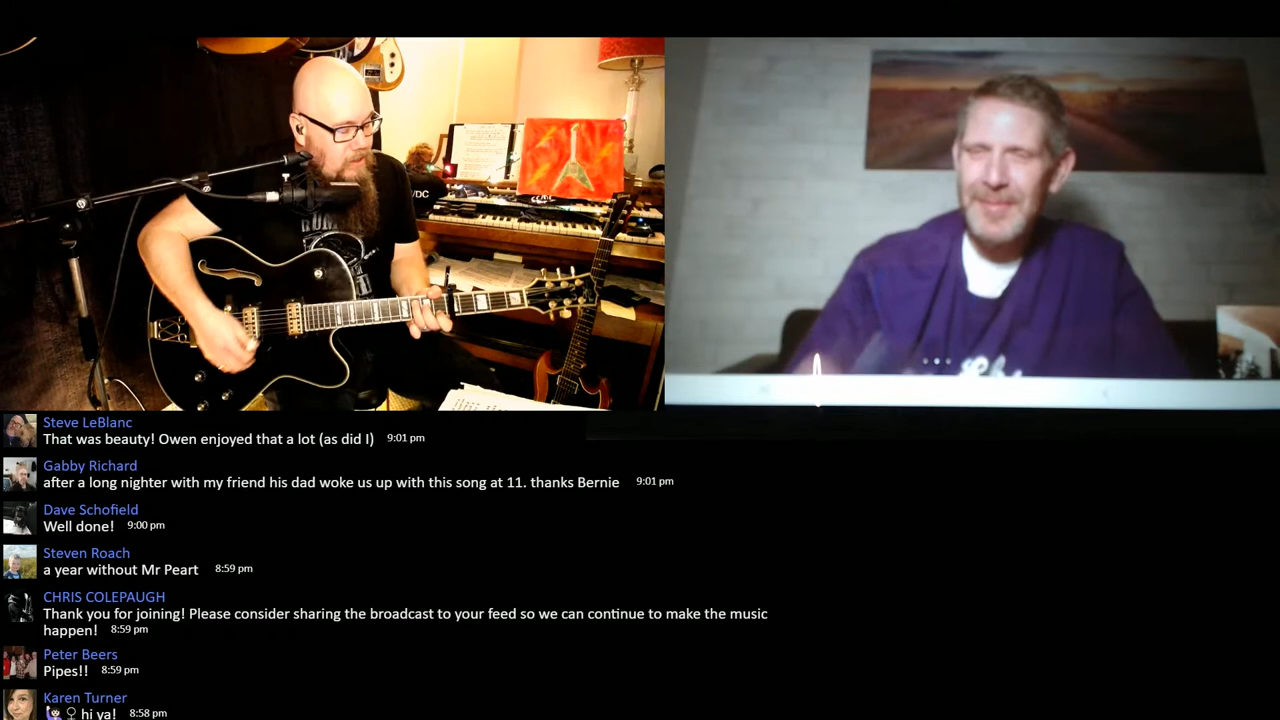 /DC
Steve LeBlanc
That was beauty! Owen enjoyed that a lot (as did I) 9:01 pm
Gabby Richard
after a long nighter with my friend his dad woke us up with this song at 11. thanks Bernie 9:01 pm
Dave Schofield
Well done! 9:00 pm
Steven Roach
a year without Mr Peart 8:59 pm
CHRIS COLEPAUGH
Thank you for joining! Please consider sharing the broadcast to your feed so we can continue to make the music
happen! 8:59 pm
Peter Beers
Pipes!! 8:59 pm
Karen Turner
🙋🏻‍♀ hi ya! 8:58 pm